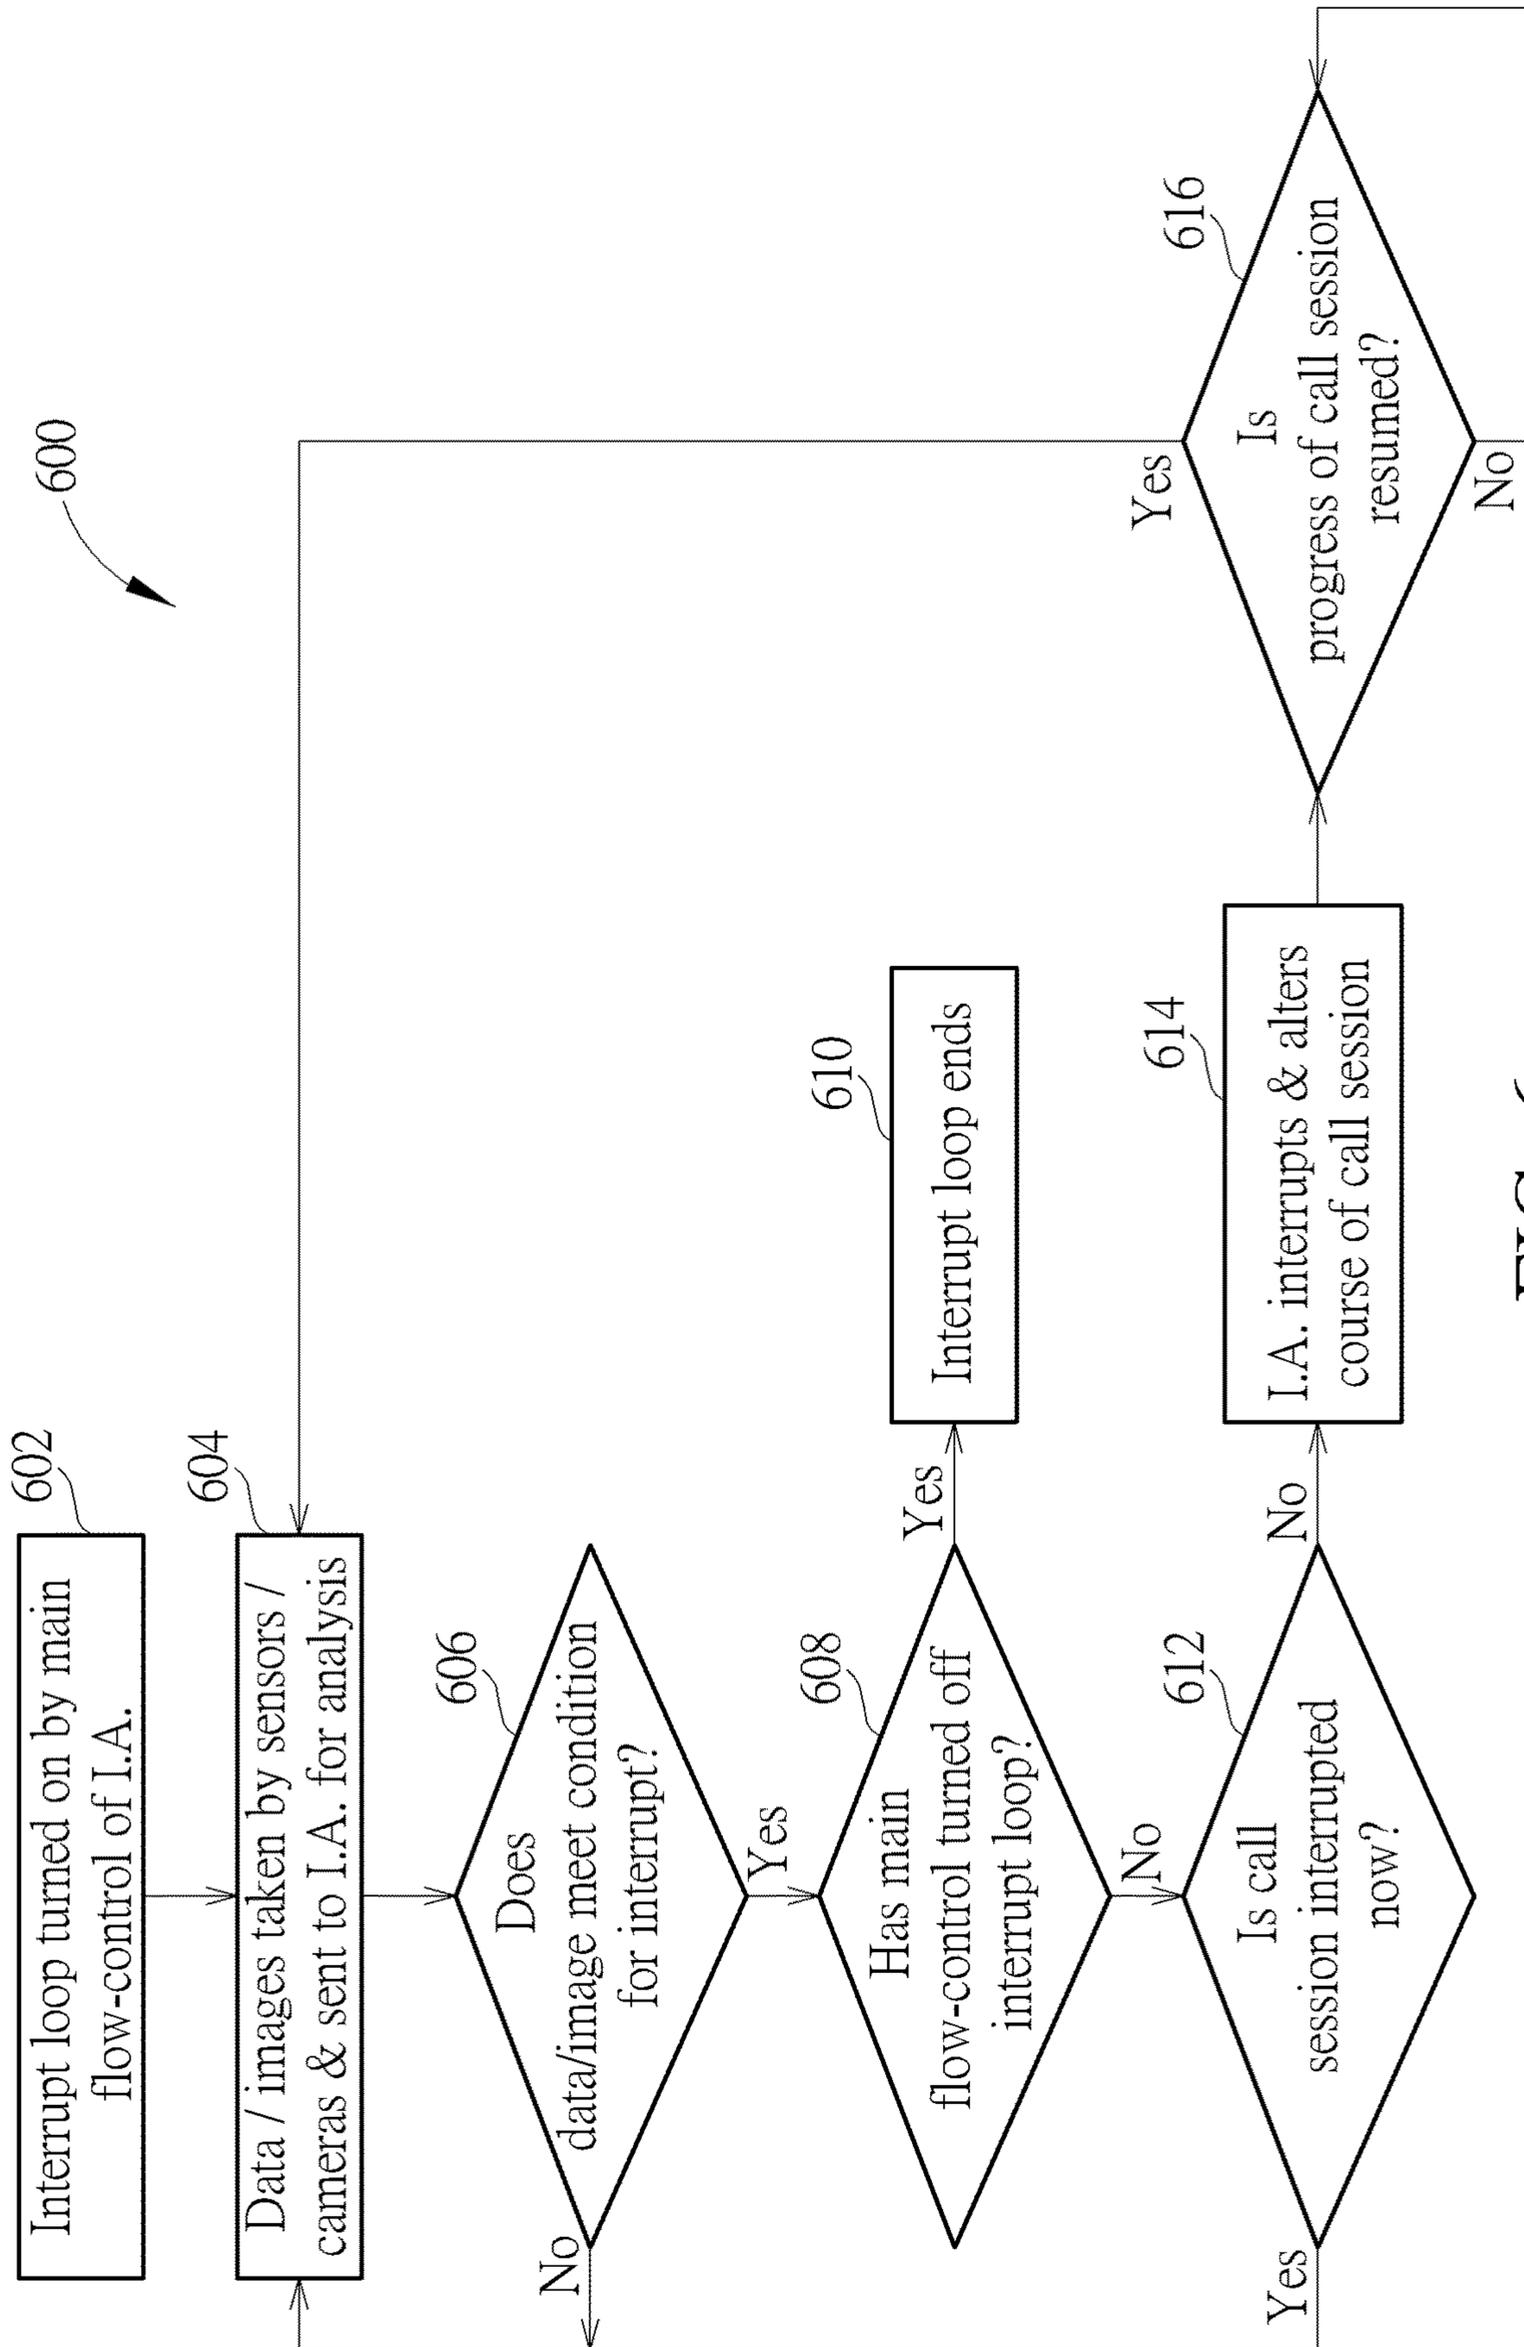 600
602
Interrupt loop turned on by main
flow-control of I.A.
604
Data / images taken by sensors /
cameras & sent to I.A. for analysis
606
Does
data/image meet condition
for interrupt?
No
Yes
608
Has main
flow-control turned off
interrupt loop?
Yes
610
Interrupt loop ends
No
612
Is call
session interrupted
now?
Yes
No
614
I.A. interrupts & alters
course of call session
616
Is
progress of call session
resumed?
Yes
No